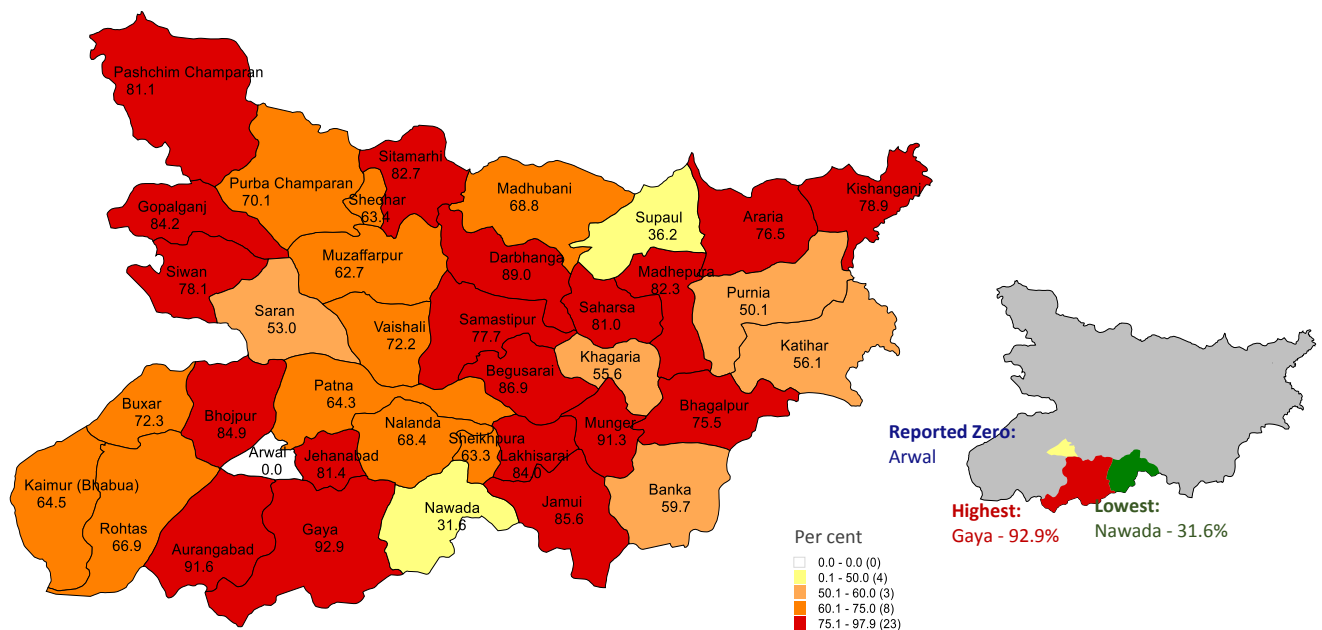 Pashchim Champaran
81.1
Sitamarhi
82.7
Purba Champaran
70.1
Sheohar
63.4
Madhubani
68.8
Kishanganj
78.9
Gopalganj
84.2
Supaul
36.2
Araria
76.5
Muzaffarpur
62.7
Darbhanga
89.0
Siwan
78.1
Madhepura
82.3
Purnia
50.1
Saran
53.0
Vaishali
72.2
Samastipur
77.7
Saharsa
81.0
Katihar
56.1
Khagaria
55.6
Begusarai
86.9
Patna
64.3
Buxar
72.3
Bhojpur
84.9
Nalanda
68.4
Munger
91.3
Bhagalpur
75.5
Sheikhpura
63.3
Lakhisarai
84.0
Arwal
0.0
Jehanabad
81.4
Kaimur (Bhabua)
64.5
Rohtas
66.9
Nawada
31.6
Jamui
85.6
Banka
59.7
Gaya
92.9
Aurangabad
91.6
Per cent
0.0 - 0.0 (0)
0.1 - 50.0 (4)
50.1 - 60.0 (3)
60.1 - 75.0 (8)
75.1 - 97.9 (23)
Reported Zero:
Arwal
Highest:
Gaya - 92.9%
Lowest:
Nawada - 31.6%